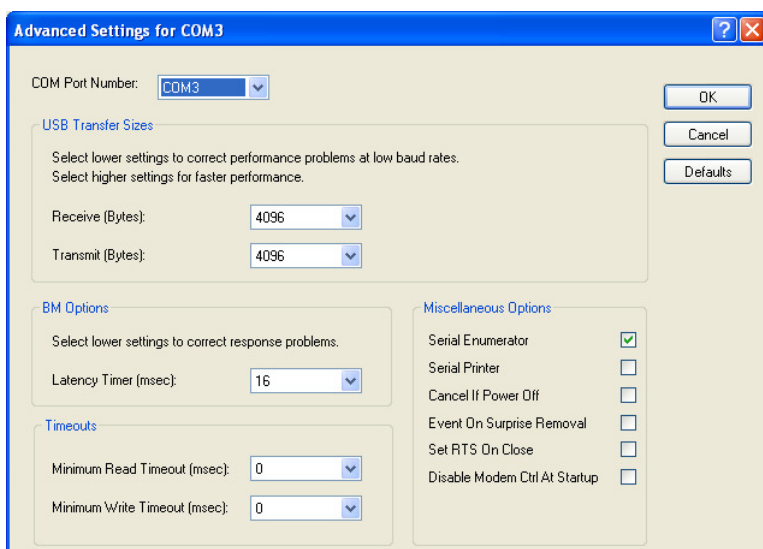 Advanced Settings for COM3
COM Port Number: COM3
OK
USB Transfer Sizes
Cancel
Select lower settings to correct performance problems at low baud rates.
Select higher settings for faster performance.
Defaults
Receive (Bytes): 4096
Transmit (Bytes): 4096
BM Options
Select lower settings to correct response problems.
Latency Timer (msec): 16
Timeouts
Minimum Read Timeout (msec): 0
Minimum Write Timeout (msec): 0
Miscellaneous Options
Serial Enumerator
Serial Printer
Cancel If Power Off
Event On Surprise Removal
Set RTS On Close
Disable Modem Ctrl At Startup